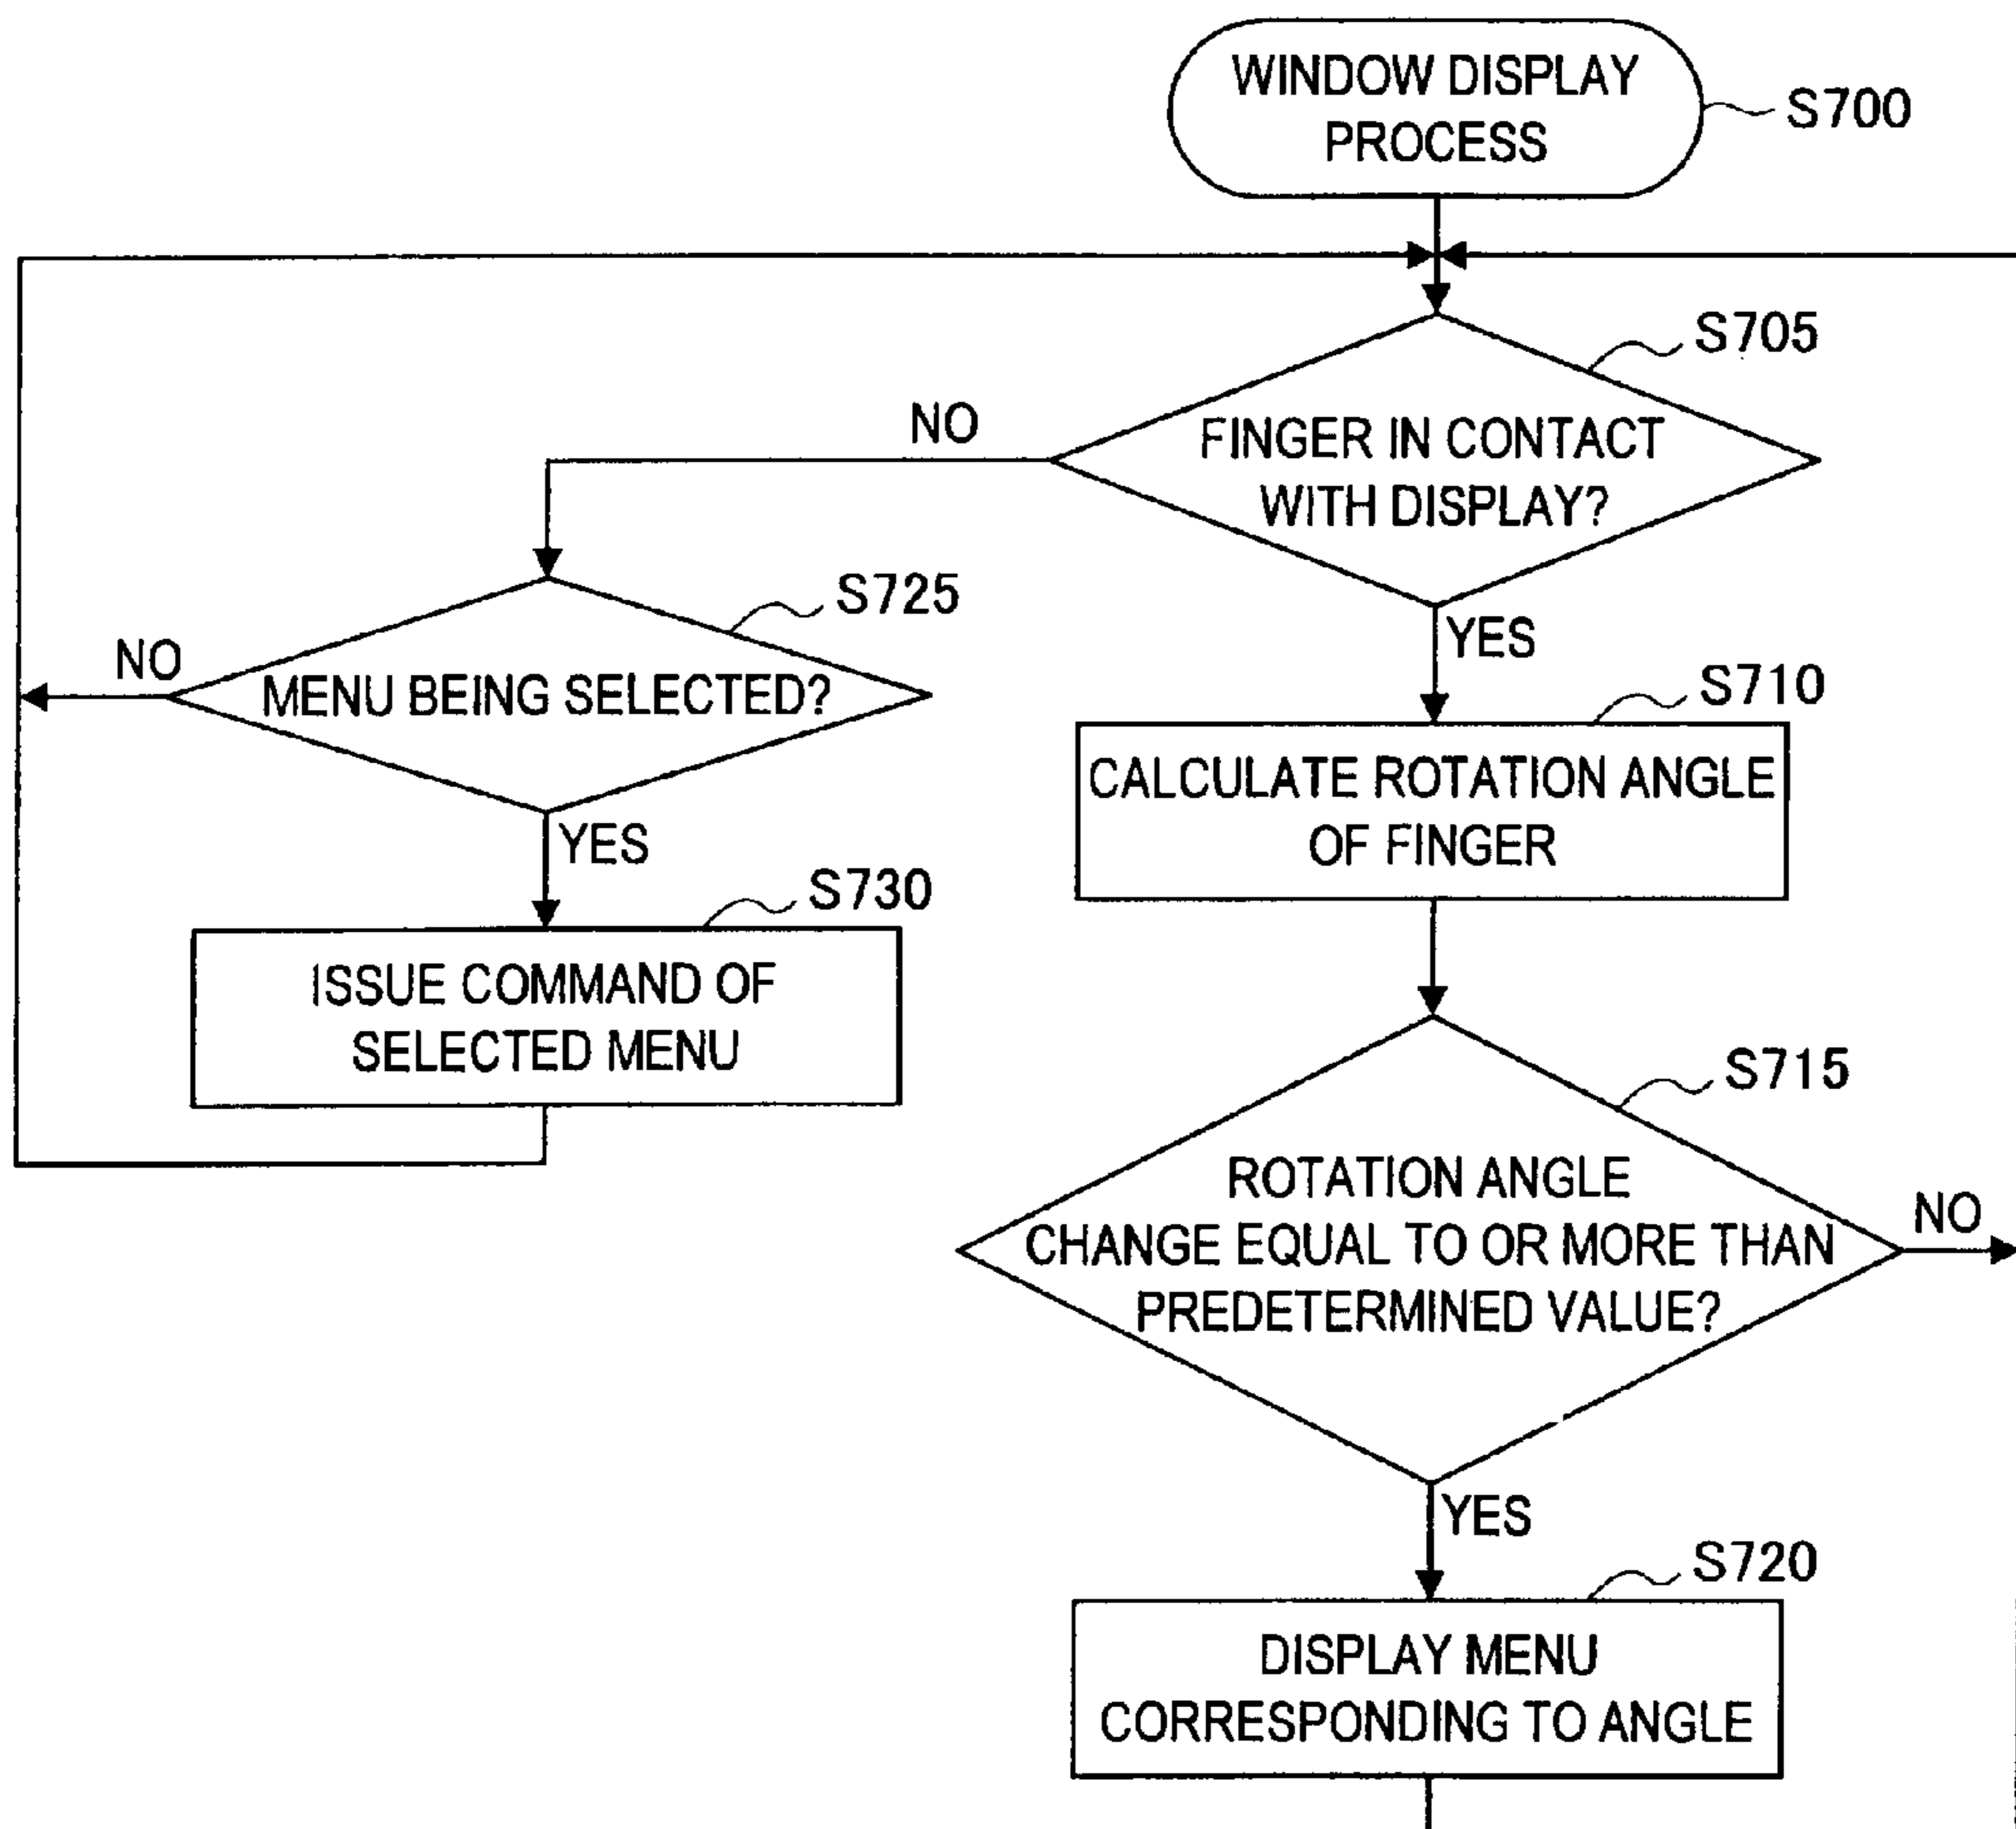 WINDOW DISPLAY
PROCESS
S700
S705
FINGER IN CONTACT
WITH DISPLAY?
NO
YES
S725
MENU BEING SELECTED?
NO
YES
S710
CALCULATE ROTATION ANGLE
OF FINGER
S730
ISSUE COMMAND OF
SELECTED MENU
S715
ROTATION ANGLE
CHANGE EQUAL TO OR MORE THAN
PREDETERMINED VALUE?
NO
YES
S720
DISPLAY MENU
CORRESPONDING TO ANGLE